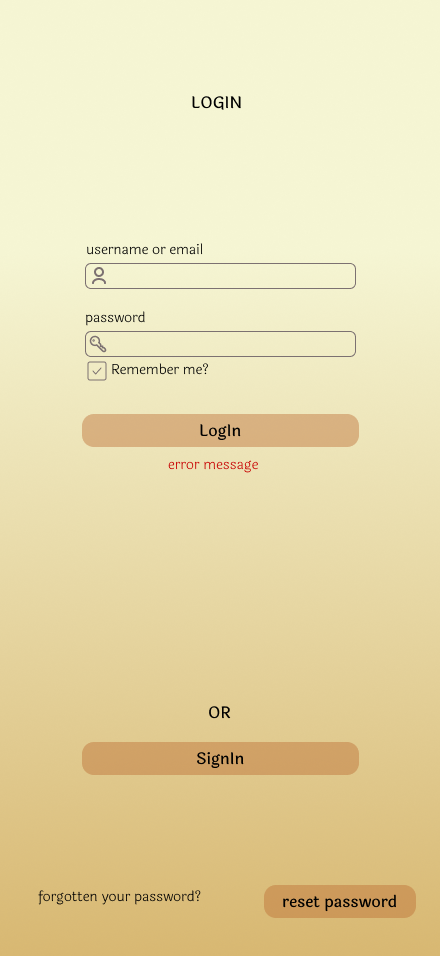 LOGIN
username or email
password
Remember me?
LogIn
error message
OR
SignIn
forgotten your password?
reset password